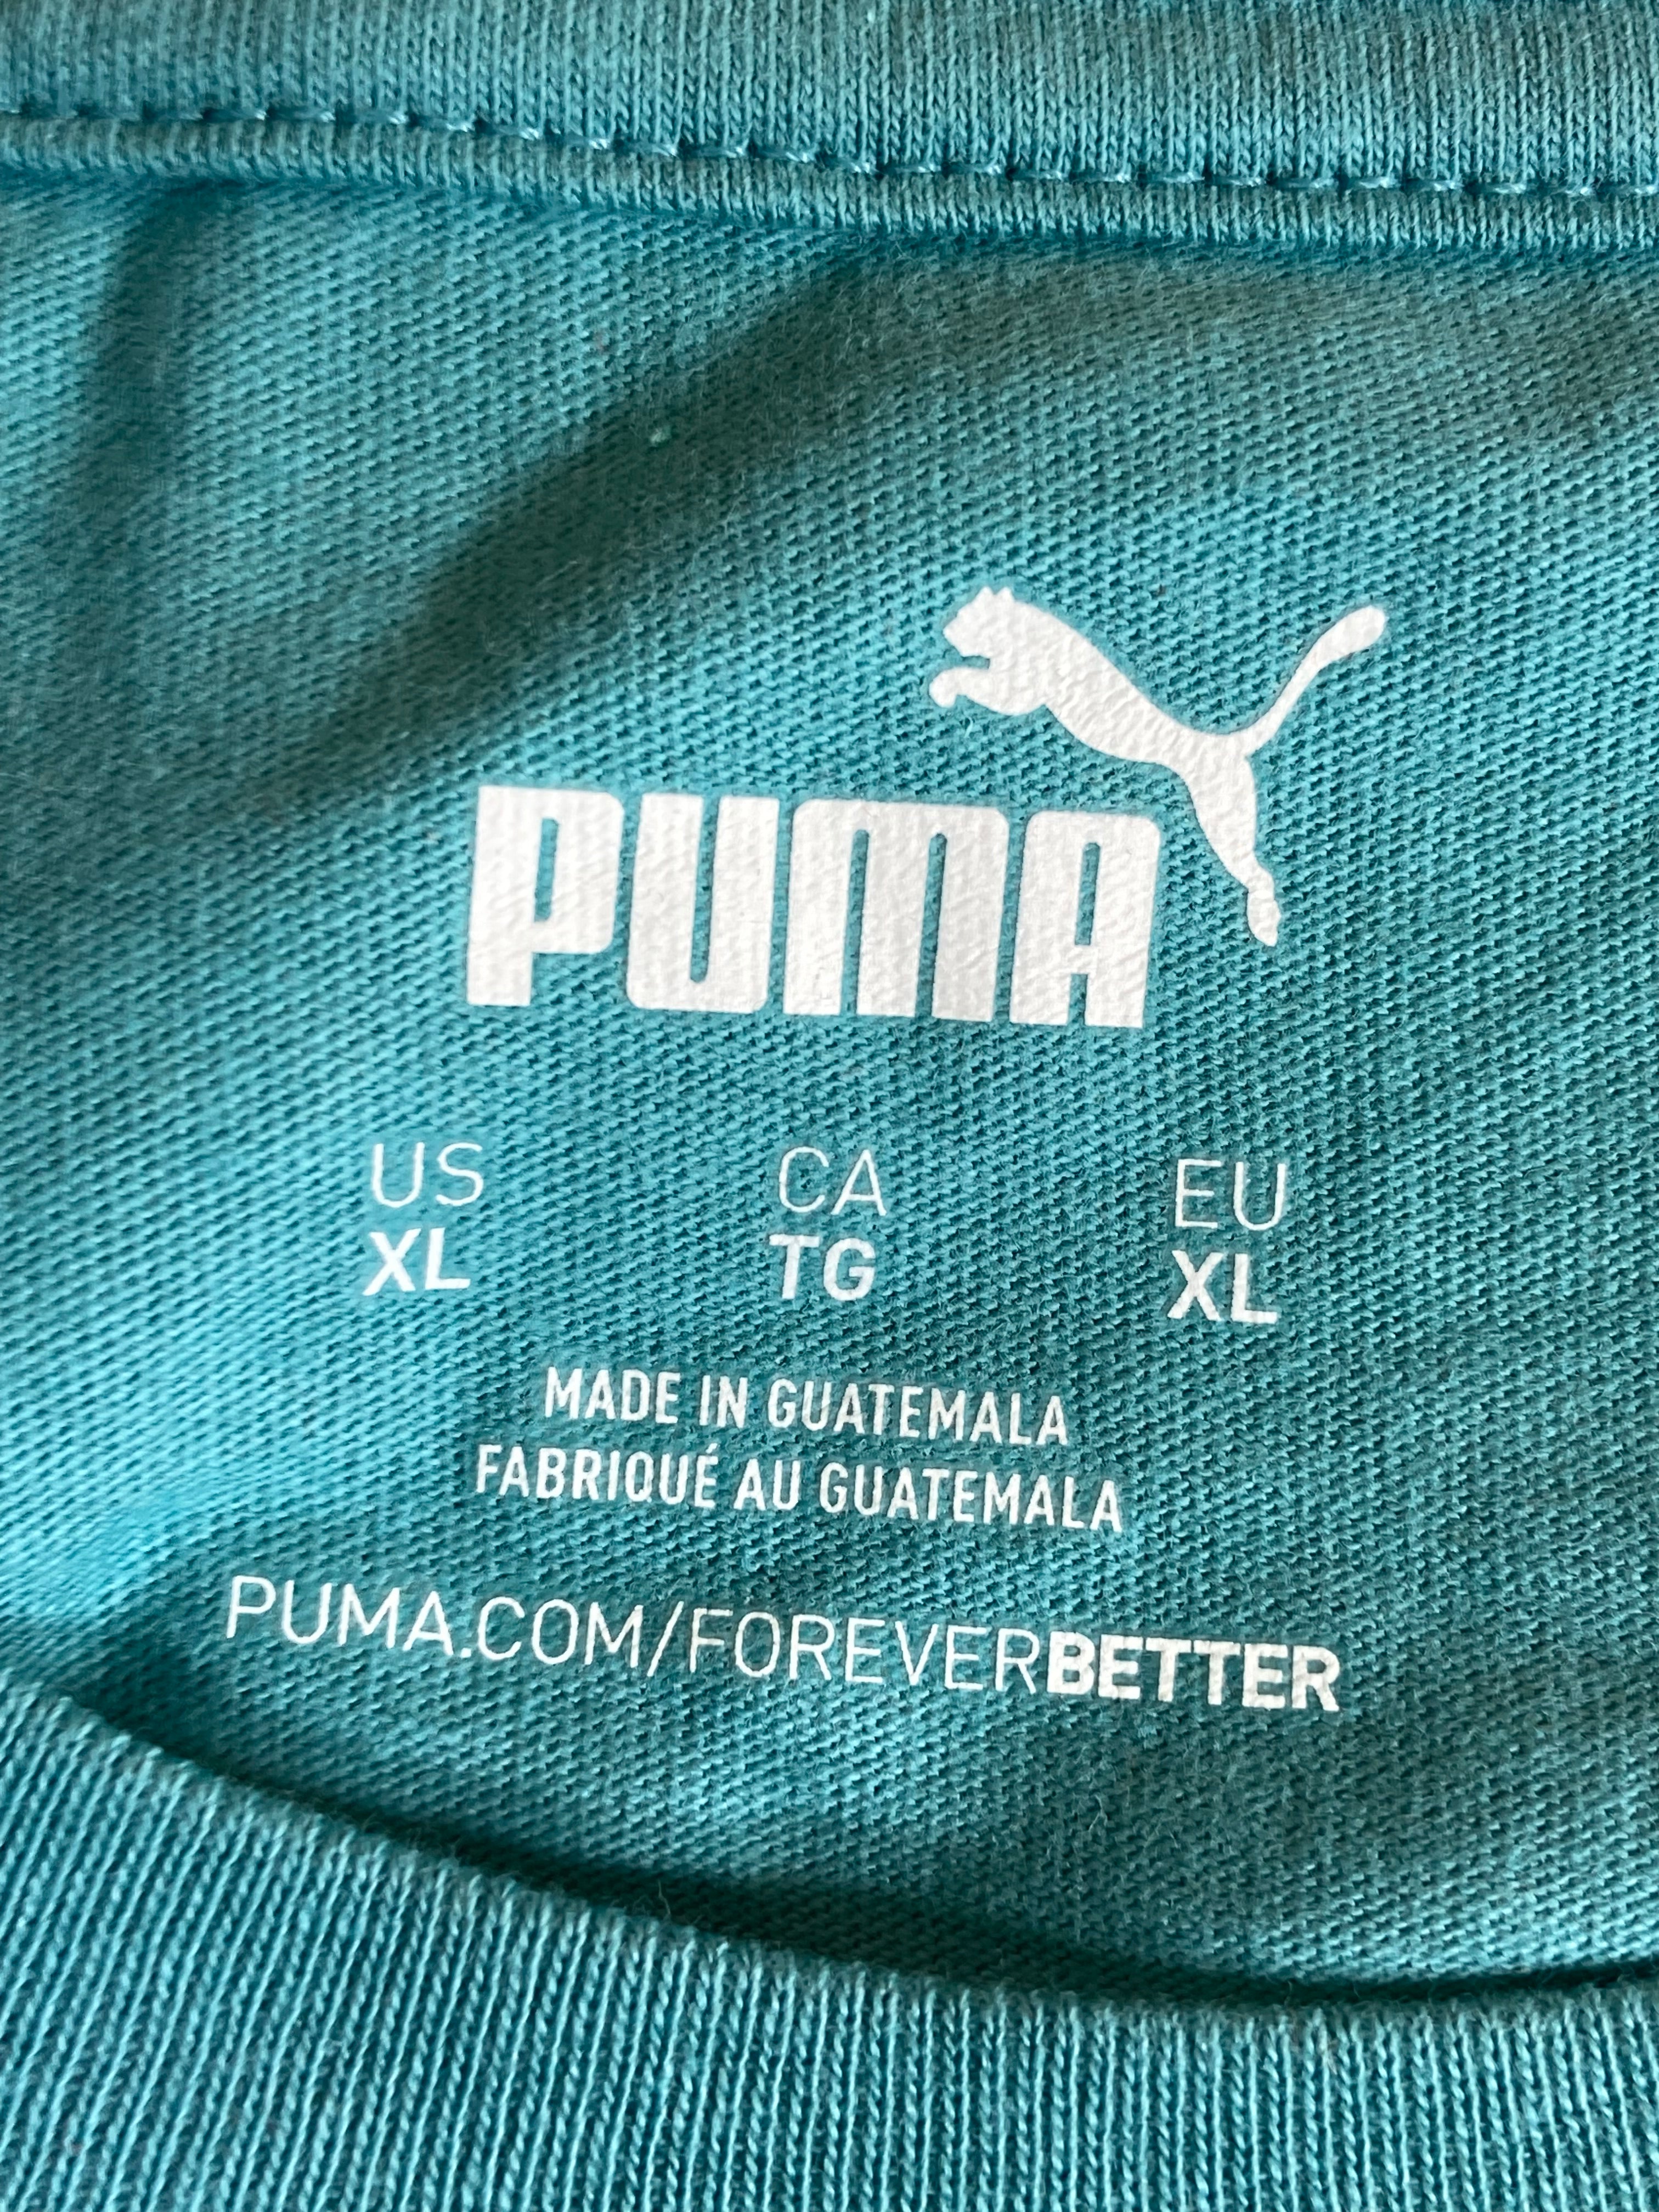 PUMA
US CA EU
XL TG XL
MADE IN GUATEMALA
FABRIQUÉ AU GUATEMALA
PUMA.COM/FOREVERBETTER